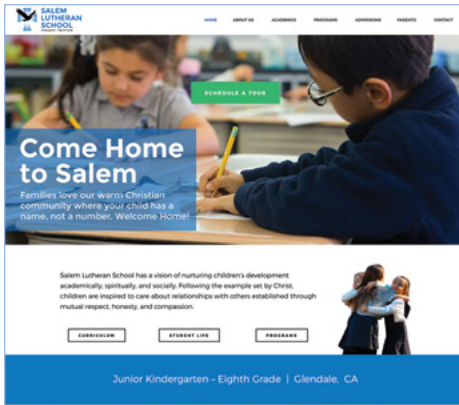 SALEM
LUTHERAN
SCHOOL
HOME ABOUT US ACADEMICS PROGRAMS ADMISSIONS PARENTS CONTACT
SCHEDULE A TOUR
Come Home
to Salem
Families love our warm Christian
community where your child has a
name, not a number. Welcome Home!
Salem Lutheran School has a vision of nurturing children's development
academically, spiritually, and socially. Following the example set by Christ,
children are inspired to care about relationships with others established through
mutual respect, honesty, and compassion.
CURRICULUM STUDENT LIFE PROGRAMS
Junior Kindergarten – Eighth Grade | Glendale, CA